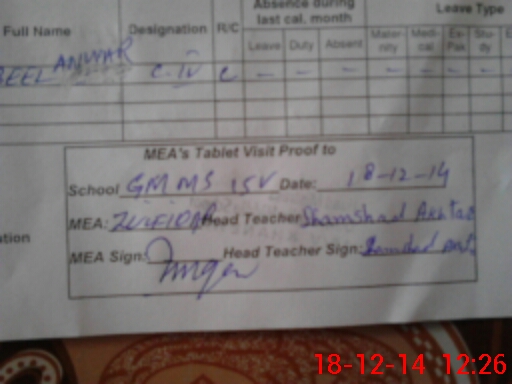 Absence during
last cal. month
Leave Type
Full Name Designation R/C
Leave Duty Absent Mater-nity Medi-cal Ex-Pak Stu-dy
ANWAR C-IV C – – – – – – –
MEA's Tablet Visit Proof to
School GMMS 15V Date: 18-12-14
MEA: Head Teacher Shamshad Akhtar
MEA Sign: Head Teacher Sign:
18-12-14 12:26